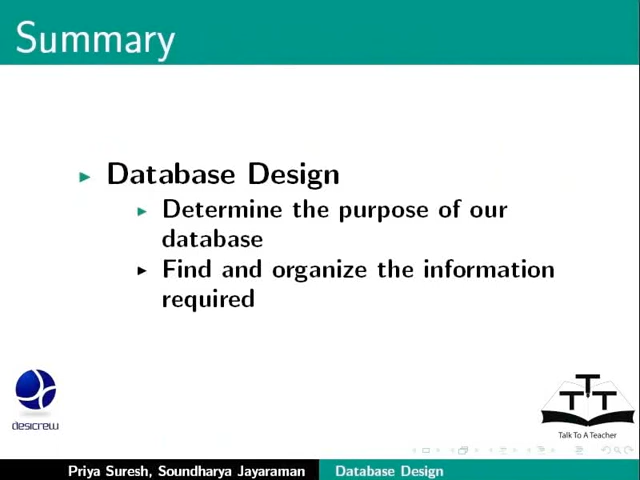 Summary
Database Design
Determine the purpose of our
database
Find and organize the information
required
desicrew
TTT
Talk To A Teacher
Priya Suresh, Soundharya Jayaraman
Database Design